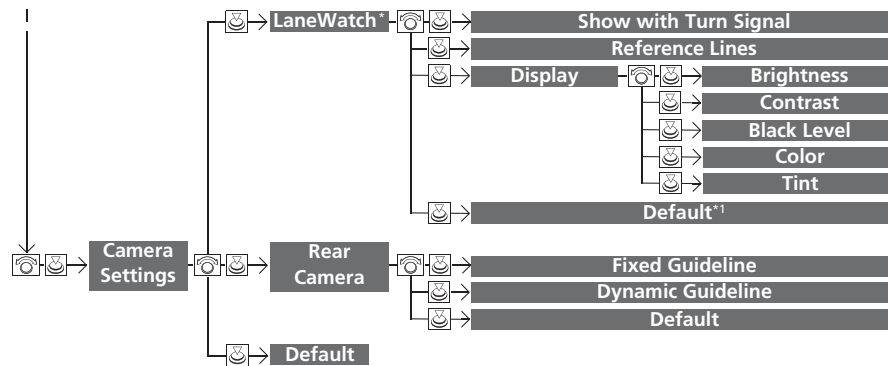 LaneWatch*
Show with Turn Signal
Reference Lines
Display
Brightness
Contrast
Black Level
Color
Tint
Default*1
Camera
Settings
Rear
Camera
Fixed Guideline
Dynamic Guideline
Default
Default